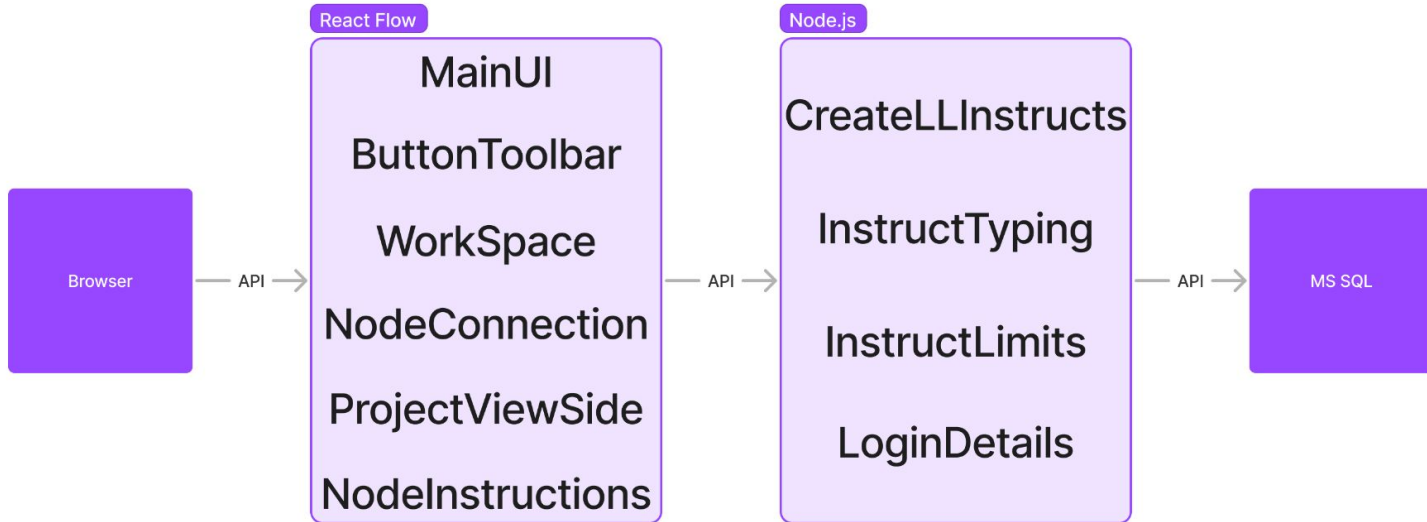 React Flow
MainUI
ButtonToolbar
WorkSpace
NodeConnection
ProjectViewSide
NodeInstructions
Node.js
CreateLLInstructs
InstructTyping
InstructLimits
LoginDetails
Browser
API
API
API
MS SQL